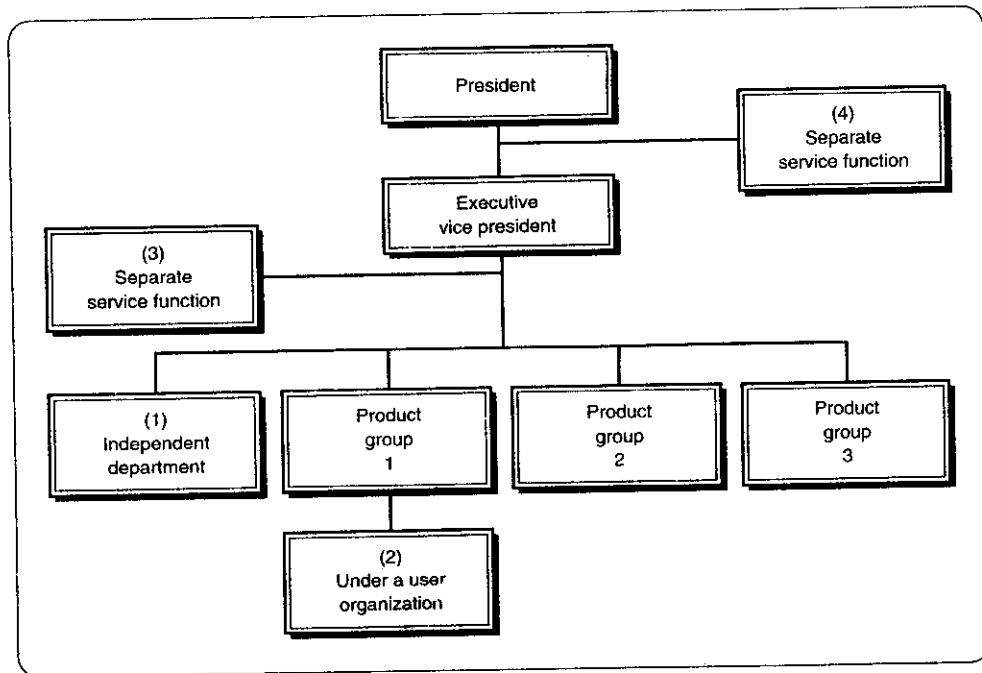 President
(4)
Separate
service function
Executive
vice president
(3)
Separate
service function
(1)
Independent
department
Product
group
1
Product
group
2
Product
group
3
(2)
Under a user
organization